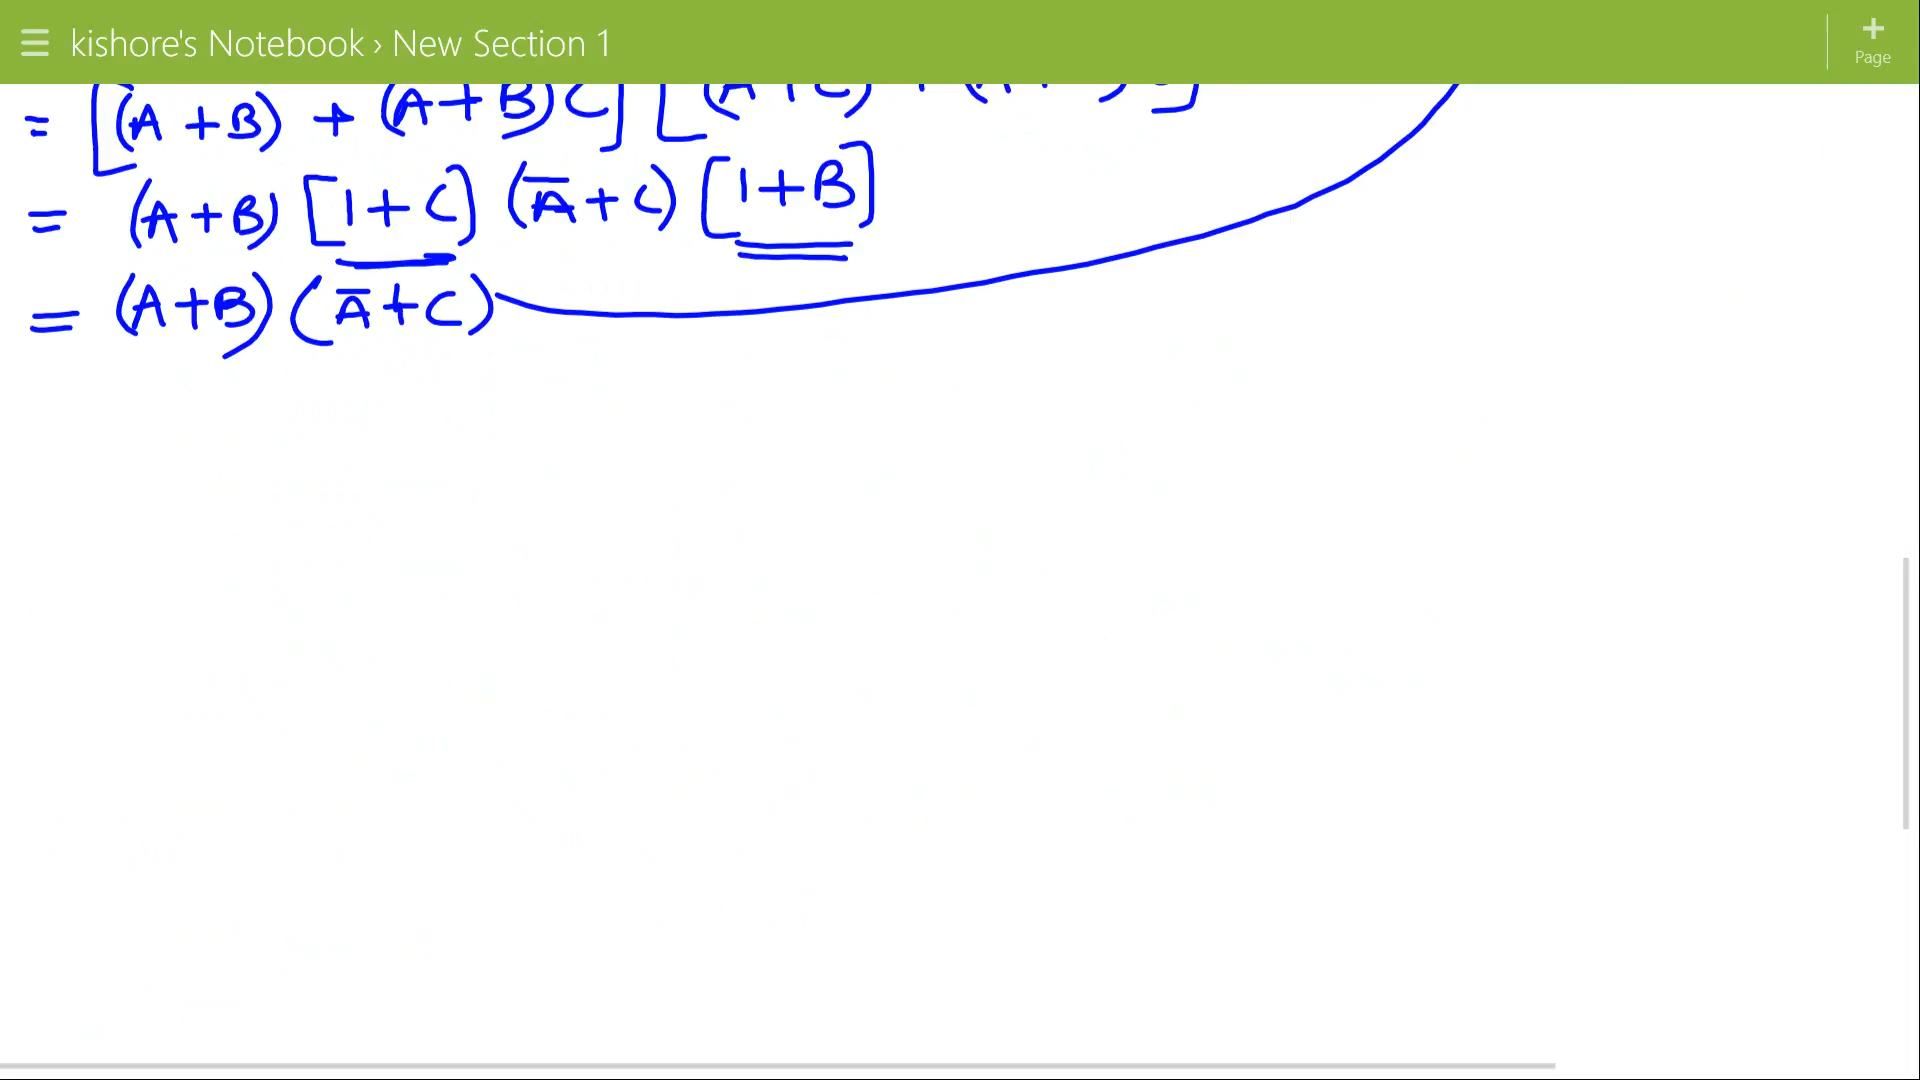 kishore's Notebook › New Section 1
Page
= [(A+B) + (A+B)C] [
= (A+B) [1+C] (A̅+C) [1+B]
= (A+B) (A̅+C)